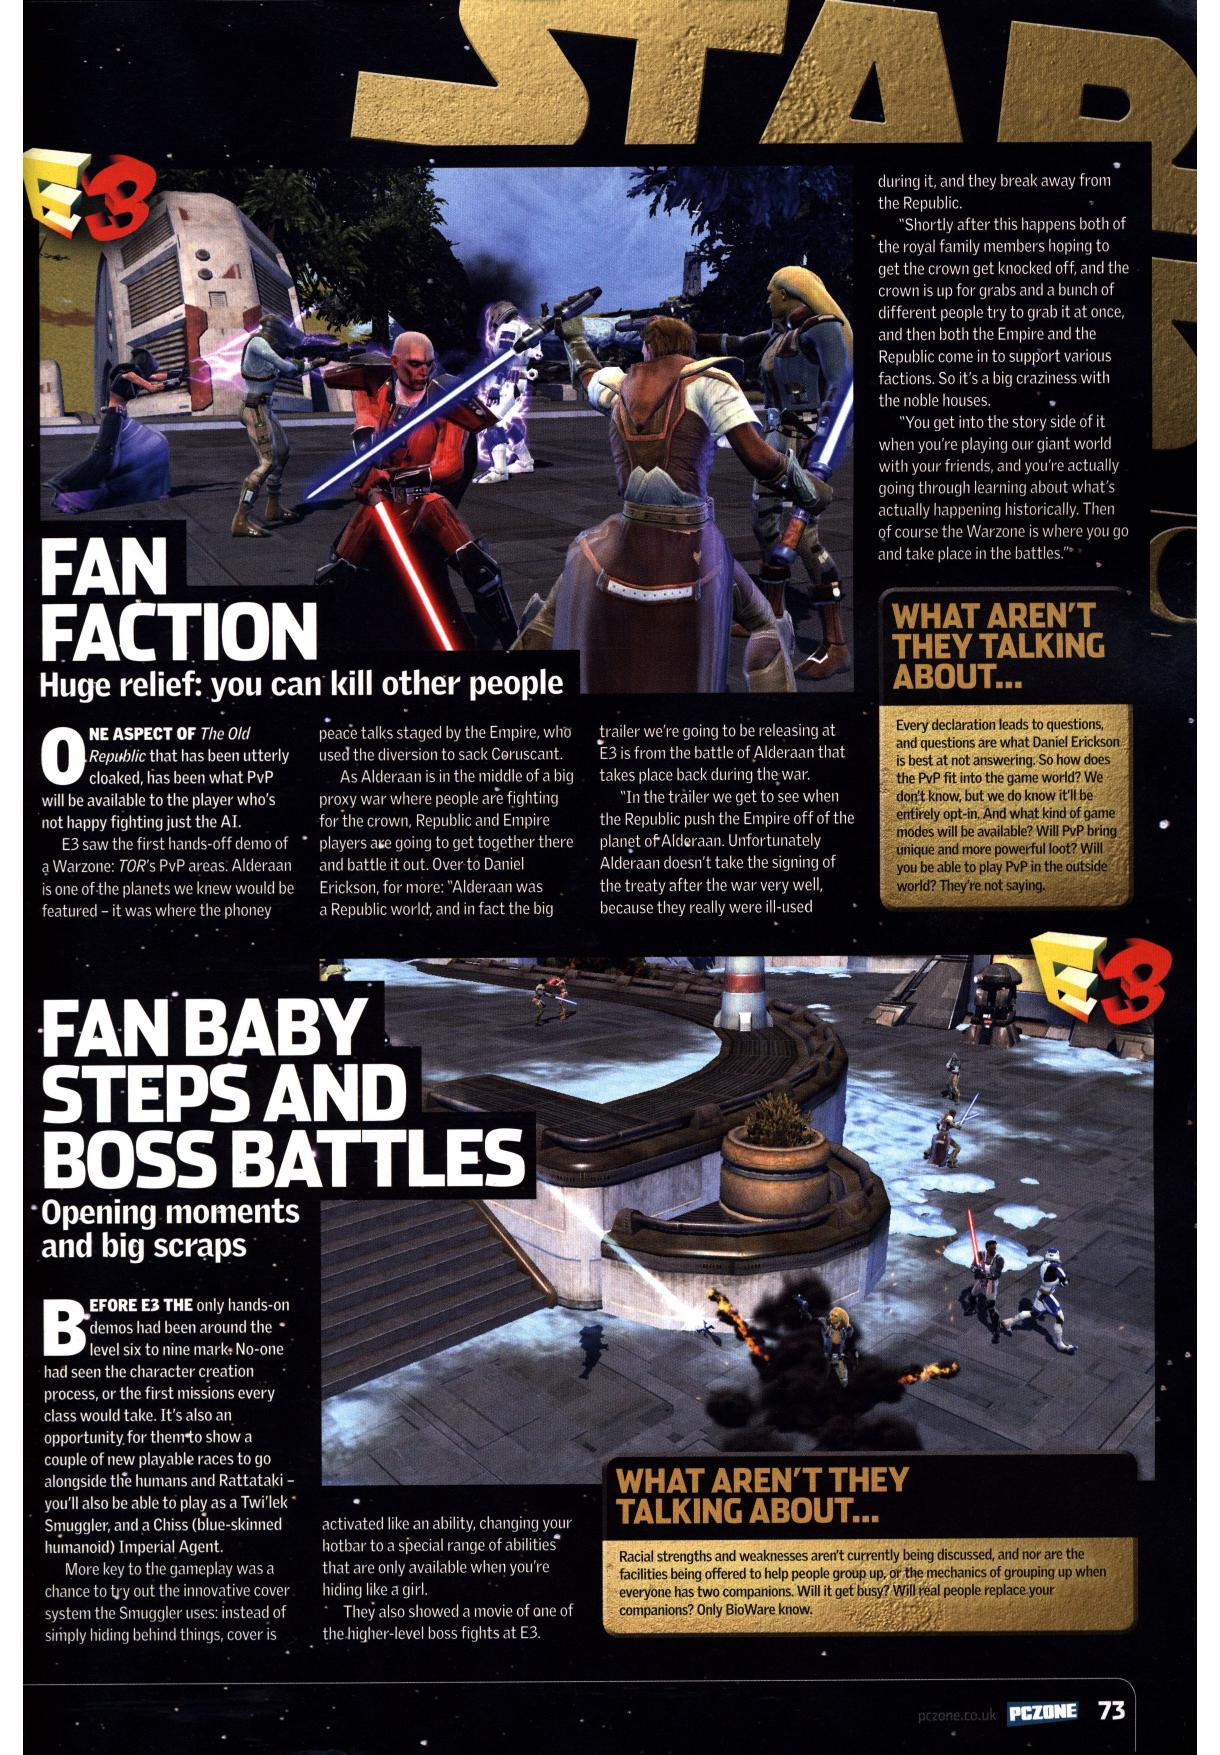 STAR
E3
FAN
FACTION
Huge relief: you can kill other people
ONE ASPECT OF The Old
Republic that has been utterly
cloaked, has been what PvP
will be available to the player who's
not happy fighting just the AI.
E3 saw the first hands-off demo of
a Warzone: TOR's PvP areas. Alderaan
is one of the planets we knew would be
featured – it was where the phoney
peace talks staged by the Empire, who
used the diversion to sack Coruscant.
As Alderaan is in the middle of a big
proxy war where people are fighting
for the crown, Republic and Empire
players are going to get together there
and battle it out. Over to Daniel
Erickson, for more: "Alderaan was
a Republic world, and in fact the big
trailer we're going to be releasing at
E3 is from the battle of Alderaan that
takes place back during the war.
"In the trailer we get to see when
the Republic push the Empire off of the
planet of Alderaan. Unfortunately
Alderaan doesn't take the signing of
the treaty after the war very well,
because they really were ill-used
during it, and they break away from
the Republic.
"Shortly after this happens both of
the royal family members hoping to
get the crown get knocked off, and the
crown is up for grabs and a bunch of
different people try to grab it at once,
and then both the Empire and the
Republic come in to support various
factions. So it's a big craziness with
the noble houses.
"You get into the story side of it
when you're playing our giant world
with your friends, and you're actually
going through learning about what's
actually happening historically. Then
of course the Warzone is where you go
and take place in the battles."
WHAT AREN'T
THEY TALKING
ABOUT...
Every declaration leads to questions,
and questions are what Daniel Erickson
is best at not answering. So how does
the PvP fit into the game world? We
don't know, but we do know it'll be
entirely opt-in. And what kind of game
modes will be available? Will PvP bring
unique and more powerful loot? Will
you be able to play PvP in the outside
world? They're not saying.
E3
FAN BABY
STEPS AND
BOSS BATTLES
Opening moments
and big scraps
BEFORE E3 THE only hands-on
demos had been around the
level six to nine mark. No-one
had seen the character creation
process, or the first missions every
class would take. It's also an
opportunity for them to show a
couple of new playable races to go
alongside the humans and Rattataki –
you'll also be able to play as a Twi'lek
Smuggler, and a Chiss (blue-skinned
humanoid) Imperial Agent.
More key to the gameplay was a
chance to try out the innovative cover
system the Smuggler uses: instead of
simply hiding behind things, cover is
activated like an ability, changing your
hotbar to a special range of abilities
that are only available when you're
hiding like a girl.
They also showed a movie of one of
the higher-level boss fights at E3.
WHAT AREN'T THEY
TALKING ABOUT...
Racial strengths and weaknesses aren't currently being discussed, and nor are the
facilities being offered to help people group up, or the mechanics of grouping up when
everyone has two companions. Will it get busy? Will real people replace your
companions? Only BioWare know.
pczone.co.uk PCZONE 73